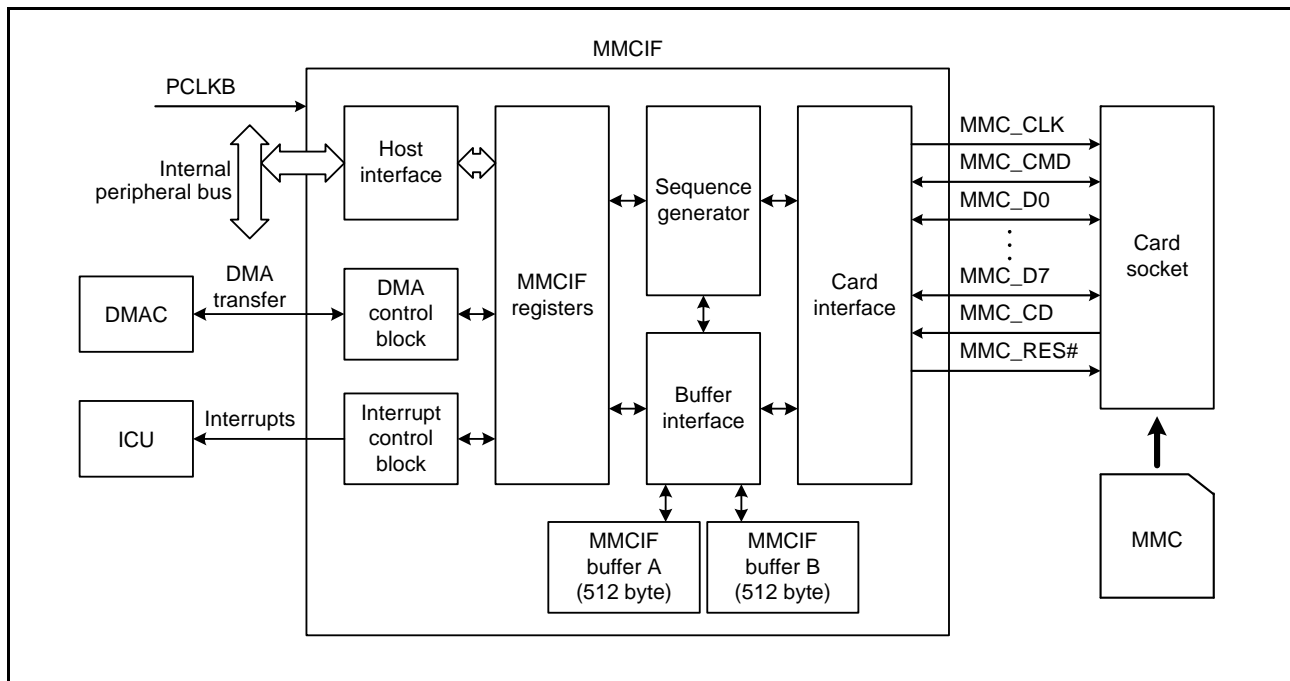 MMCIF
PCLKB
Internal
peripheral bus
Host
interface
DMAC
DMA
transfer
DMA
control
block
ICU
Interrupts
Interrupt
control
block
MMCIF
registers
Sequence
generator
Buffer
interface
MMCIF
buffer A
(512 byte)
MMCIF
buffer B
(512 byte)
Card
interface
MMC_CLK
MMC_CMD
MMC_D0
MMC_D7
MMC_CD
MMC_RES#
Card
socket
MMC